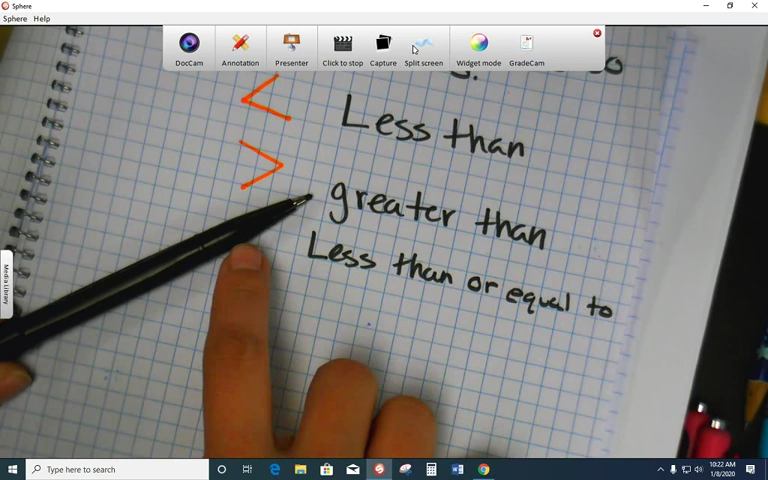 Sphere
Sphere Help
DocCam Annotation Presenter Click to stop Capture Split screen Widget mode GradeCam
< Less than
> greater than
Less than or equal to
Media Library
Type here to search
10:22 AM
1/8/2020